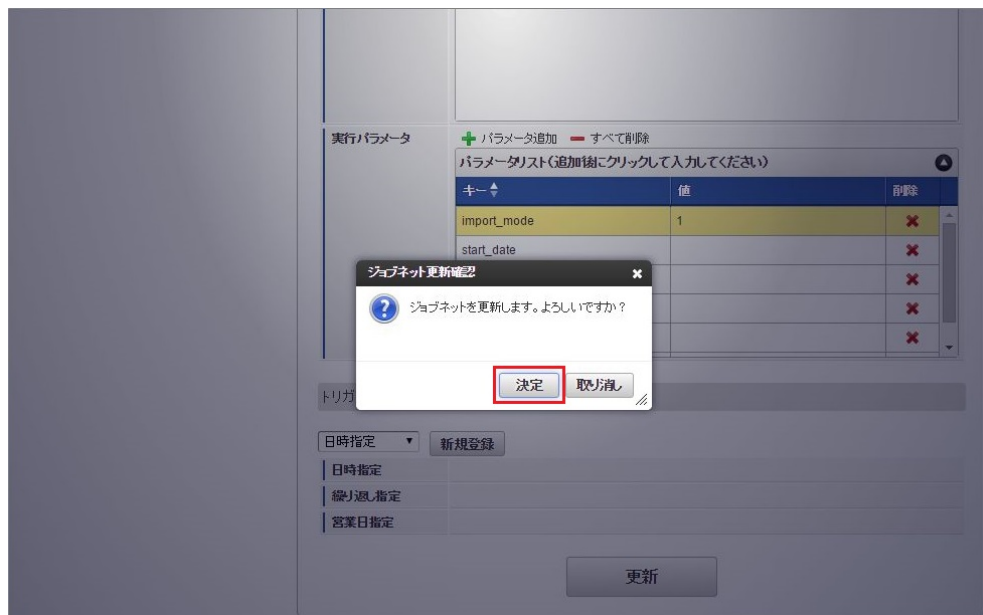 実行パラメータ
パラメータ追加 すべて削除
パラメータリスト(追加後にクリックして入力してください)
キー 値 削除
import_mode 1
start_date
ジョブネット更新確認
ジョブネットを更新します。よろしいですか?
決定 取り消し
トリガ
日時指定 新規登録
日時指定
繰り返し指定
営業日指定
更新